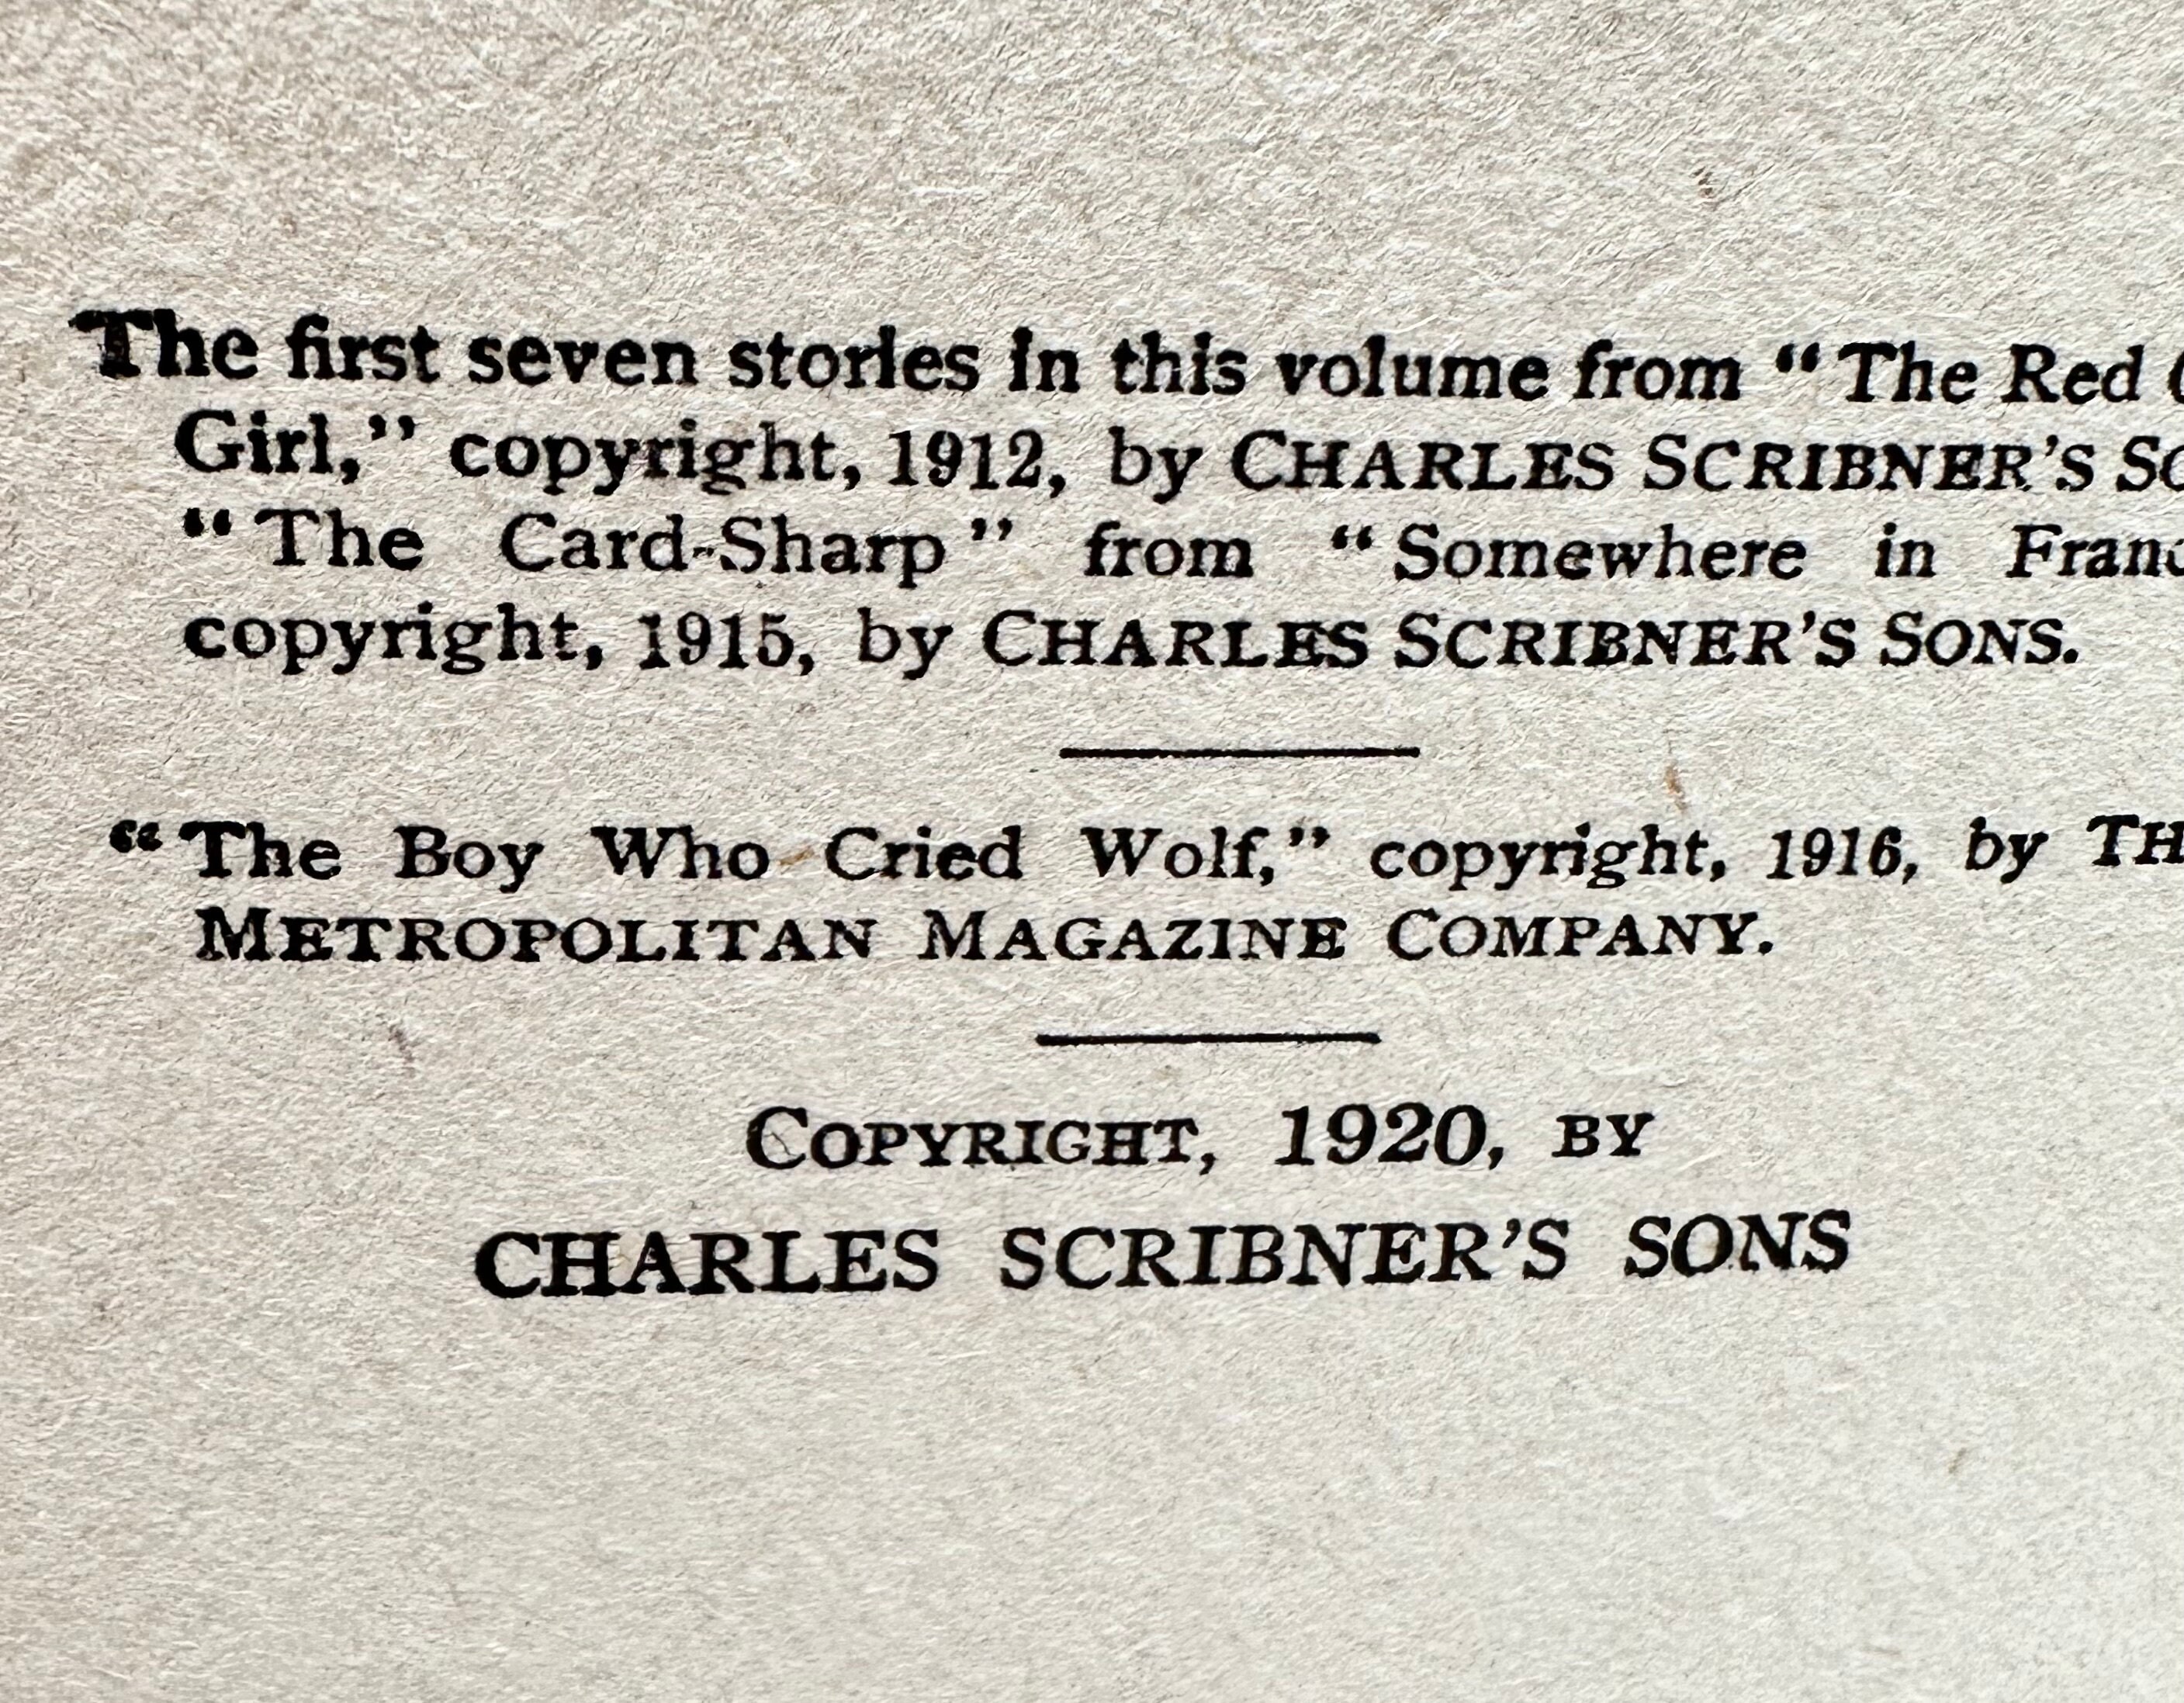 The first seven stories in this volume from “The Red
Girl,” copyright, 1912, by CHARLES SCRIBNER'S
“The Card-Sharp” from “Somewhere in
copyright, 1915, by CHARLES SCRIBNER'S SONS.
“The Boy Who Cried Wolf,” copyright, 1916, by
METROPOLITAN MAGAZINE COMPANY.
COPYRIGHT, 1920, BY
CHARLES SCRIBNER'S SONS